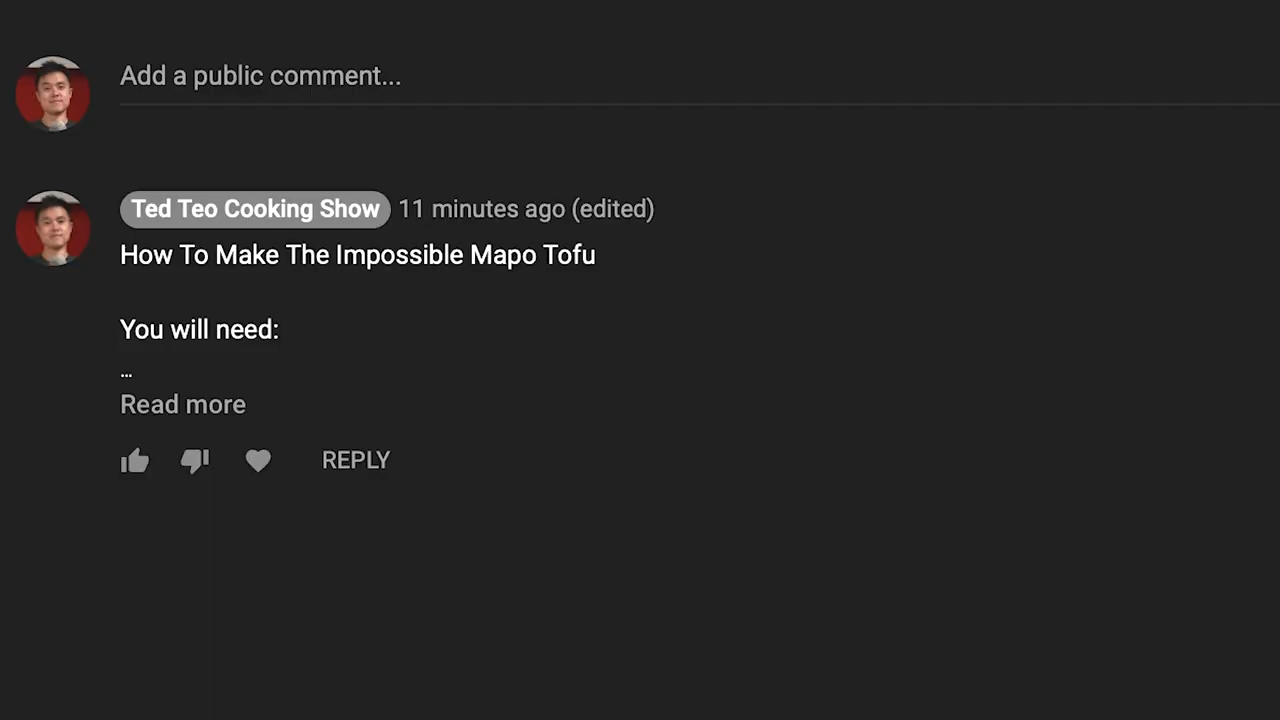 Add a public comment...
Ted Teo Cooking Show 11 minutes ago (edited)
How To Make The Impossible Mapo Tofu
You will need:
...
Read more
REPLY